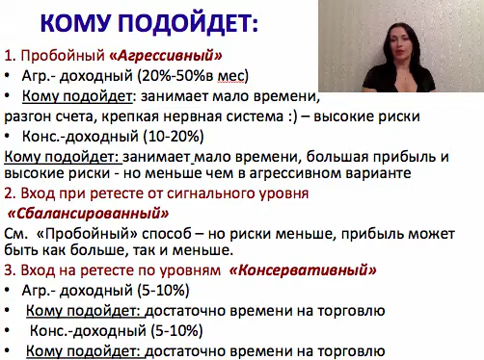 КОМУ ПОДОЙДЕТ:
1. Пробойный «Агрессивный»
• Агр.- доходный (20%-50%в мес)
• Кому подойдет: занимает мало времени,
разгон счета, крепкая нервная система :) – высокие риски
• Конс.-доходный (10-20%)
Кому подойдет: занимает мало времени, большая прибыль и
высокие риски - но меньше чем в агрессивном варианте
2. Вход при ретесте от сигнального уровня
«Сбалансированный»
См. «Пробойный» способ – но риски меньше, прибыль может
быть как больше, так и меньше.
3. Вход на ретесте по уровням «Консервативный»
• Агр.- доходный (5-10%)
• Кому подойдет: достаточно времени на торговлю
• Конс.-доходный (5-10%)
• Кому подойдет: достаточно времени на торговлю